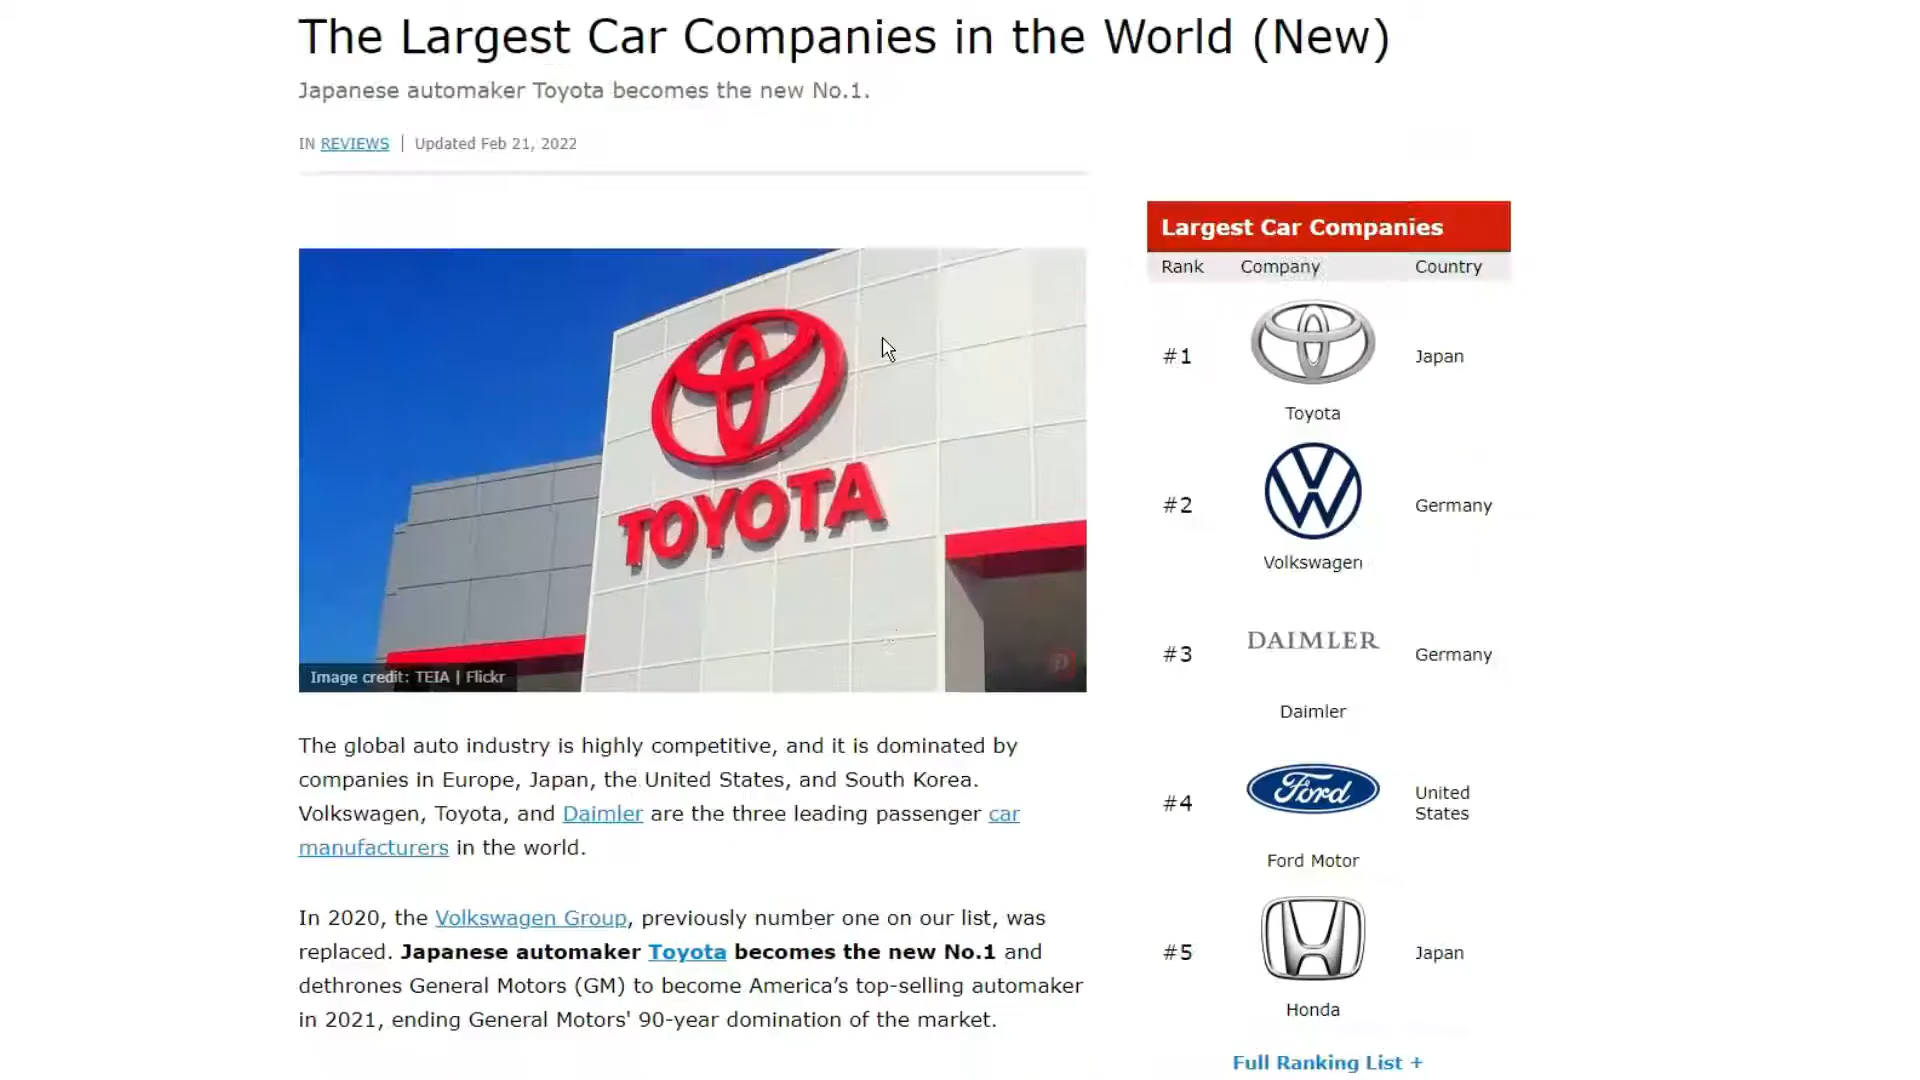 The Largest Car Companies in the World (New)
Japanese automaker Toyota becomes the new No.1.
IN REVIEWS | Updated Feb 21, 2022
TOYOTA
Image credit: TEIA | Flickr
The global auto industry is highly competitive, and it is dominated by
companies in Europe, Japan, the United States, and South Korea.
Volkswagen, Toyota, and Daimler are the three leading passenger car
manufacturers in the world.
In 2020, the Volkswagen Group, previously number one on our list, was
replaced. Japanese automaker Toyota becomes the new No.1 and
dethrones General Motors (GM) to become America’s top-selling automaker
in 2021, ending General Motors' 90-year domination of the market.
Largest Car Companies
Rank Company Country
#1 Japan
Toyota
#2 Germany
Volkswagen
DAIMLER
#3 Germany
Daimler
Ford
#4 United States
Ford Motor
#5 Japan
Honda
Full Ranking List +